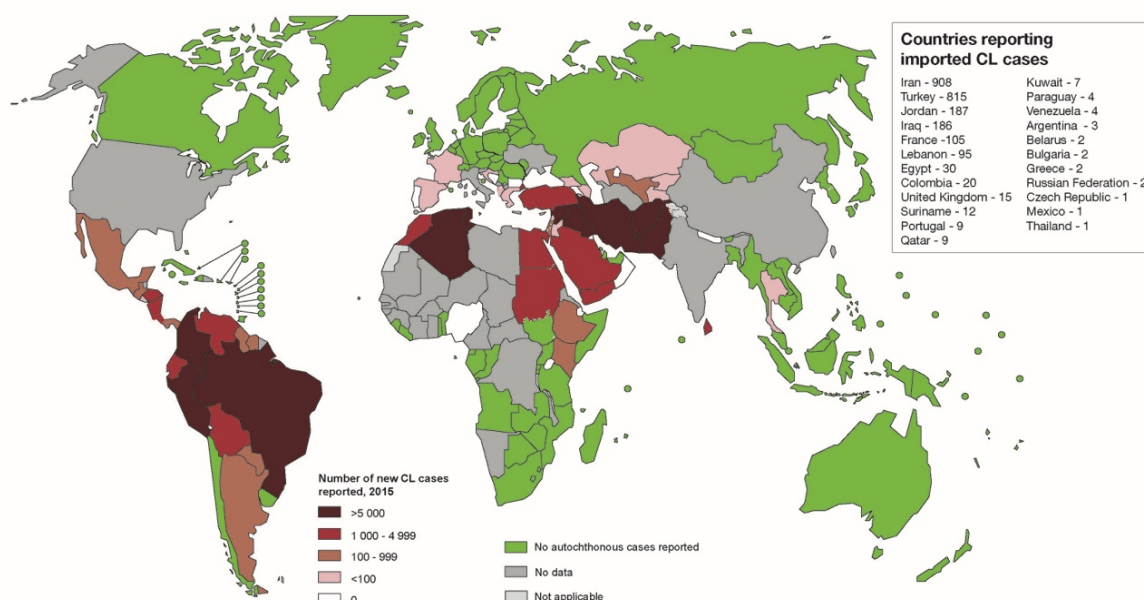 Countries reporting
imported CL cases
Iran - 908
Turkey - 815
Jordan - 187
Iraq - 186
France -105
Lebanon - 95
Egypt - 30
Colombia - 20
United Kingdom - 15
Suriname - 12
Portugal - 9
Qatar - 9
Kuwait - 7
Paraguay - 4
Venezuela - 4
Argentina - 3
Belarus - 2
Bulgaria - 2
Greece - 2
Russian Federation - 2
Czech Republic - 1
Mexico - 1
Thailand - 1
Number of new CL cases
reported, 2015
>5 000
1 000 - 4 999
100 - 999
<100
0
No autochthonous cases reported
No data
Not applicable